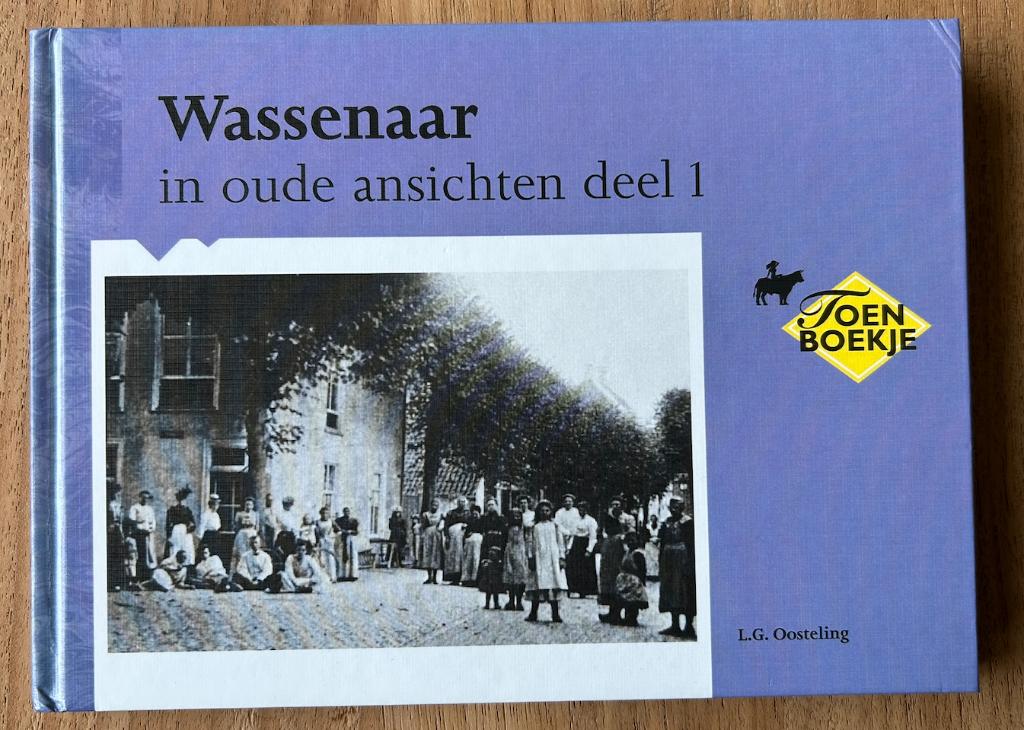 Wassenaar
in oude ansichten deel 1
TOEN
BOEKJE
L.G. Oosteling